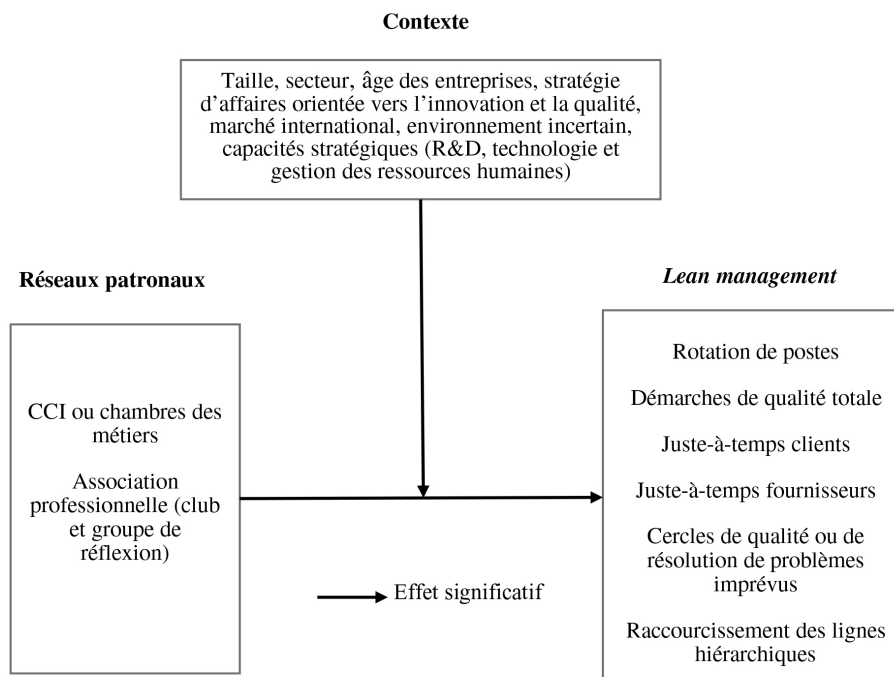 Contexte
Taille, secteur, âge des entreprises, stratégie
d’affaires orientée vers l’innovation et la qualité,
marché international, environnement incertain,
capacités stratégiques (R&D, technologie et
gestion des ressources humaines)
Réseaux patronaux
CCI ou chambres des
métiers
Association
professionnelle (club
et groupe de
réflexion)
Effet significatif
Lean management
Rotation de postes
Démarches de qualité totale
Juste-à-temps clients
Juste-à-temps fournisseurs
Cercles de qualité ou de
résolution de problèmes
imprévus
Raccourcissement des lignes
hiérarchiques